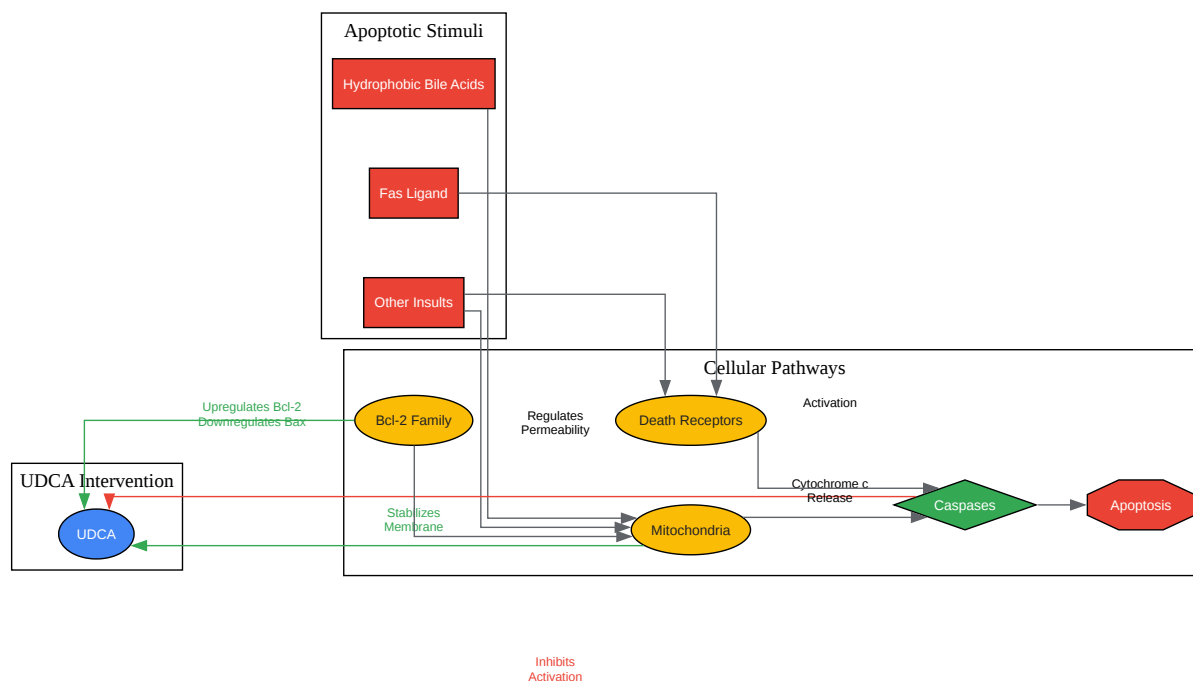 Apoptotic Stimuli
Hydrophobic Bile Acids
Fas Ligand
Other Insults
Cellular Pathways
Activation
Upregulates Bcl-2
Downregulates Bax
Bcl-2 Family
Regulates
Permeability
Death Receptors
UDCA Intervention
Cytochrome c
Release
Caspases
Apoptosis
Stabilizes
Membrane
UDCA
Mitochondria
Inhibits
Activation